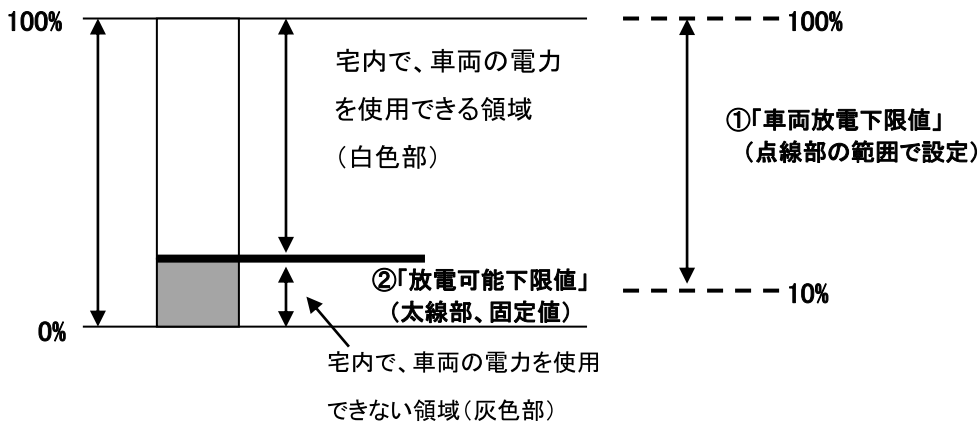 100%
100%
宅内で、車両の電力
を使用できる領域
（白色部）
①「車両放電下限値」
（点線部の範囲で設定）
②「放電可能下限値」
（太線部、固定値）
10%
0%
宅内で、車両の電力を使用
できない領域（灰色部）